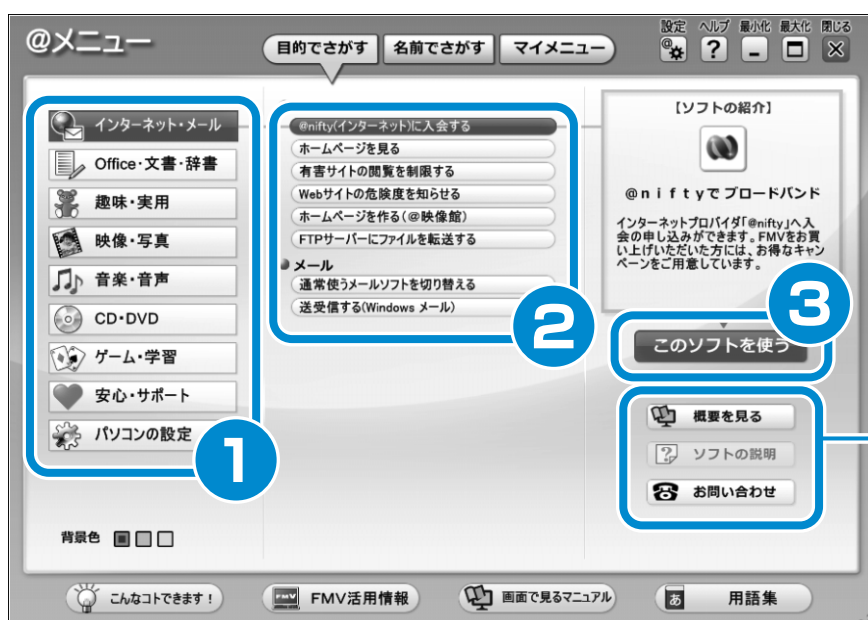 @メニュー
目的でさがす
名前でさがす
マイメニュー
設定 ヘルプ 最小化 最大化 閉じる
インターネット・メール
Office・文書・辞書
趣味・実用
映像・写真
音楽・音声
CD・DVD
ゲーム・学習
安心・サポート
パソコンの設定
1
背景色
@nifty(インターネット)に入会する
ホームページを見る
有害サイトの閲覧を制限する
Webサイトの危険度を知らせる
ホームページを作る(@映像館)
FTPサーバーにファイルを転送する
メール
通常使うメールソフトを切り替える
送受信する(Windows メール)
2
【ソフトの紹介】
@niftyでブロードバンド
インターネットプロバイダ「@nifty」へ入
会の申し込みができます。FMVをお買
い上げいただいた方には、お得なキャン
ペーンをご用意しています。
3
このソフトを使う
概要を見る
ソフトの説明
お問い合わせ
こんなコトできます!
FMV
FMV活用情報
画面で見るマニュアル
あ
用語集